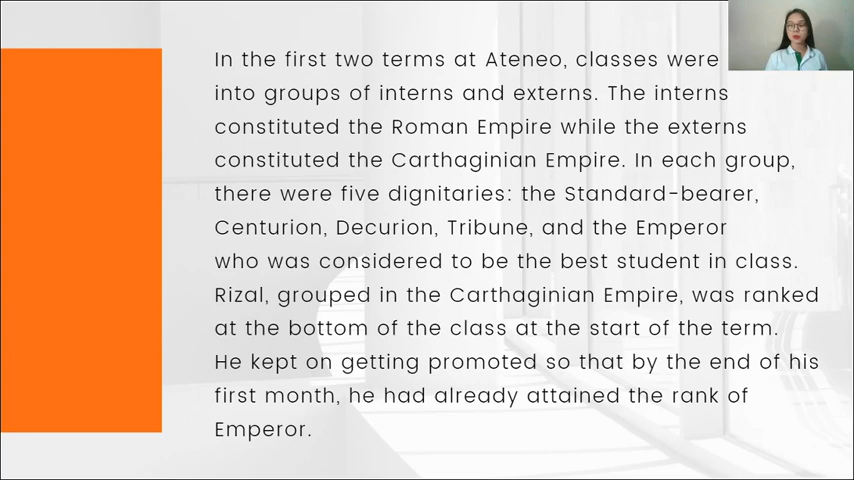 In the first two terms at Ateneo, classes were
into groups of interns and externs. The interns
constituted the Roman Empire while the externs
constituted the Carthaginian Empire. In each group,
there were five dignitaries: the Standard-bearer,
Centurion, Decurion, Tribune, and the Emperor
who was considered to be the best student in class.
Rizal, grouped in the Carthaginian Empire, was ranked
at the bottom of the class at the start of the term.
He kept on getting promoted so that by the end of his
first month, he had already attained the rank of
Emperor.